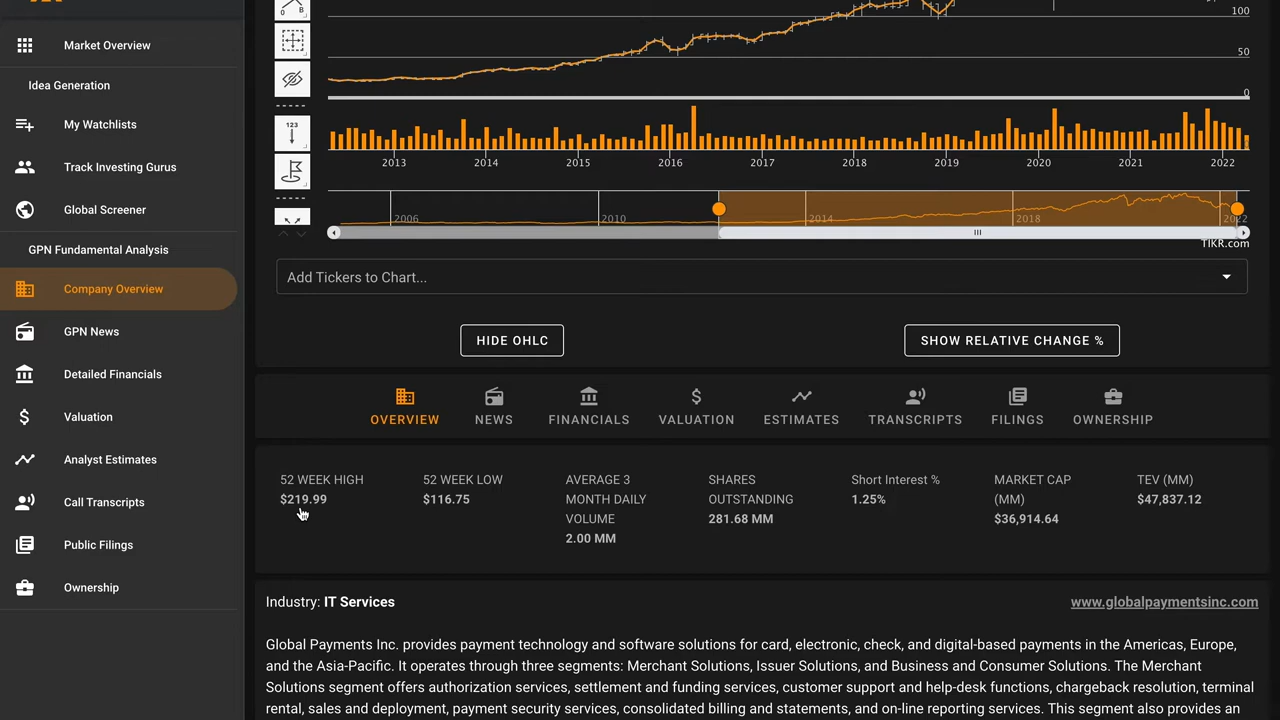 Market Overview
Idea Generation
My Watchlists
Track Investing Gurus
Global Screener
GPN Fundamental Analysis
Company Overview
GPN News
Detailed Financials
Valuation
Analyst Estimates
Call Transcripts
Public Filings
Ownership
0 B
123
100
50
0
2013 2014 2015 2016 2017 2018 2019 2020 2021 2022
2006 2010 2014 2018 2022
TIKR.com
Add Tickers to Chart...
HIDE OHLC SHOW RELATIVE CHANGE %
OVERVIEW NEWS FINANCIALS VALUATION ESTIMATES TRANSCRIPTS FILINGS OWNERSHIP
52 WEEK HIGH
$219.99
52 WEEK LOW
$116.75
AVERAGE 3
MONTH DAILY
VOLUME
2.00 MM
SHARES
OUTSTANDING
281.68 MM
Short Interest %
1.25%
MARKET CAP
(MM)
$36,914.64
TEV (MM)
$47,837.12
Industry: IT Services
www.globalpaymentsinc.com
Global Payments Inc. provides payment technology and software solutions for card, electronic, check, and digital-based payments in the Americas, Europe,
and the Asia-Pacific. It operates through three segments: Merchant Solutions, Issuer Solutions, and Business and Consumer Solutions. The Merchant
Solutions segment offers authorization services, settlement and funding services, customer support and help-desk functions, chargeback resolution, terminal
rental, sales and deployment, payment security services, consolidated billing and statements, and on-line reporting services. This segment also provides an